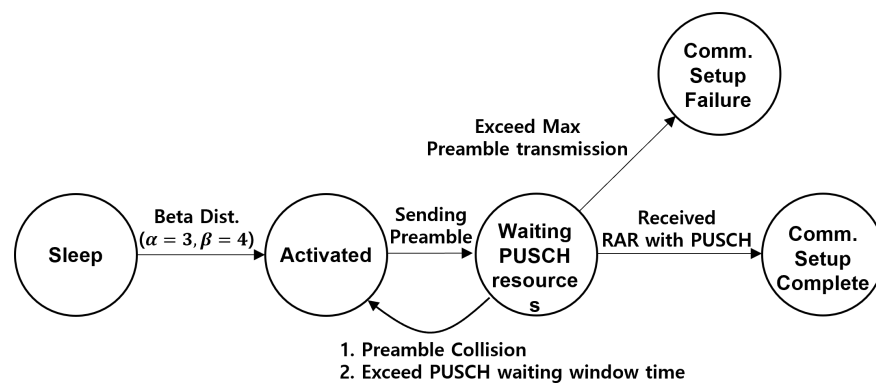 Sleep
Beta Dist.
(α = 3, β = 4)
Activated
Sending
Preamble
Waiting
PUSCH
resource
s
Exceed Max
Preamble transmission
Comm.
Setup
Failure
Received
RAR with PUSCH
Comm.
Setup
Complete
1. Preamble Collision
2. Exceed PUSCH waiting window time